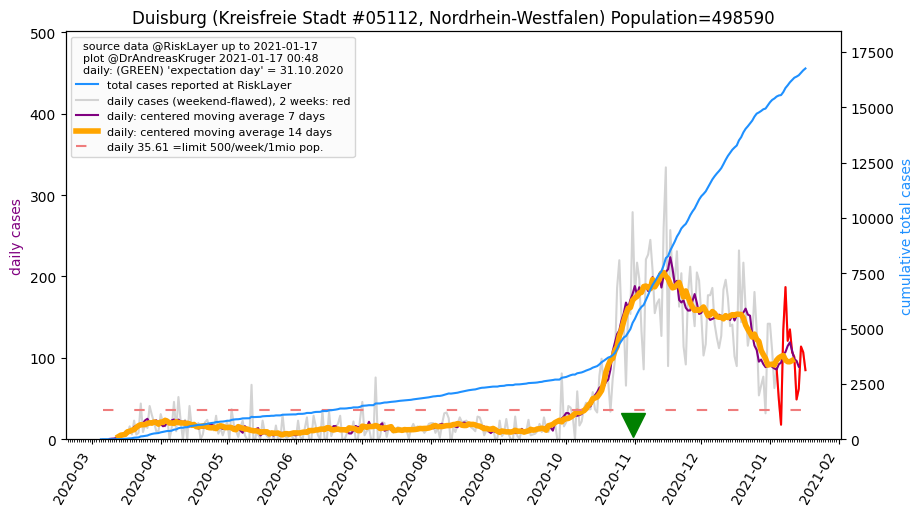 Duisburg (Kreisfreie Stadt #05112, Nordrhein-Westfalen) Population=498590
source data @RiskLayer up to 2021-01-17
plot @DrAndreasKruger 2021-01-17 00:48
daily: (GREEN) 'expectation day' = 31.10.2020
total cases reported at RiskLayer
daily cases (weekend-flawed), 2 weeks: red
daily: centered moving average 7 days
daily: centered moving average 14 days
daily 35.61 =limit 500/week/1mio pop.
daily cases
500
400
300
200
100
0
cumulative total cases
17500
15000
12500
10000
7500
5000
2500
0
2020-03
2020-04
2020-05
2020-06
2020-07
2020-08
2020-09
2020-10
2020-11
2020-12
2021-01
2021-02